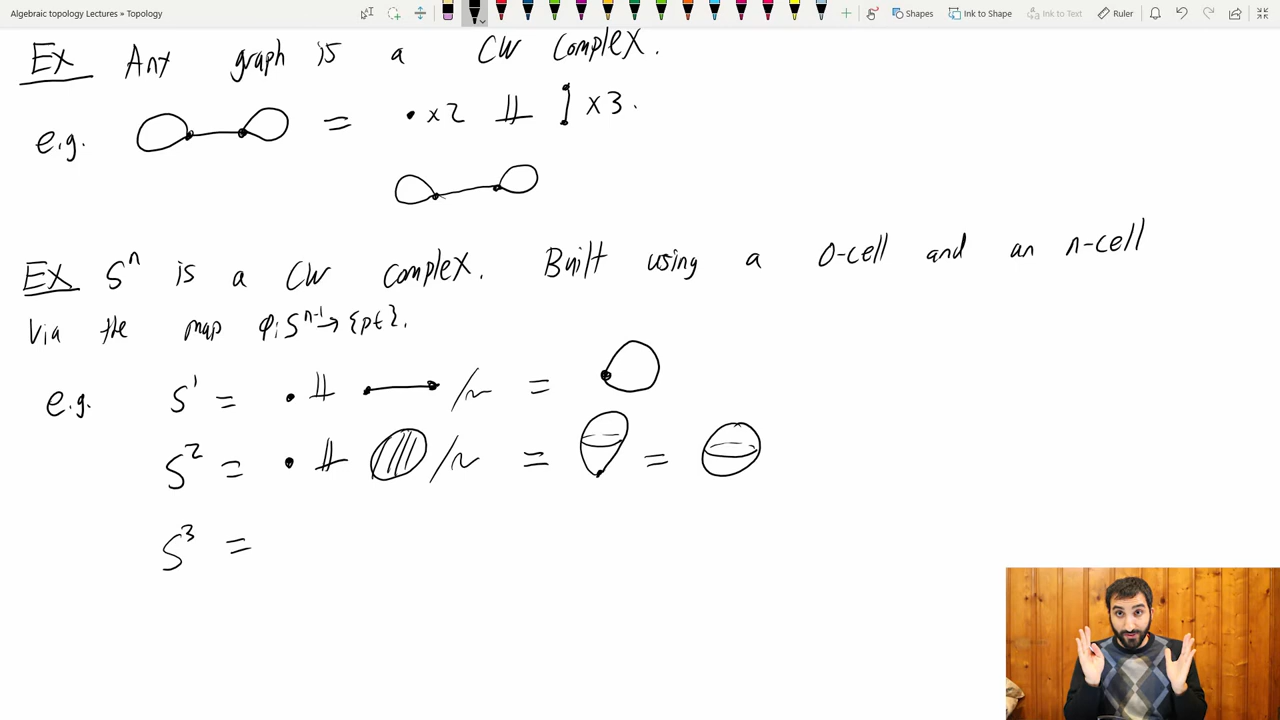 Algebraic topology Lectures » Topology
Shapes Ink to Shape Ink to Text Ruler
Ex Any graph is a CW complex.
e.g. = • ×2 ⨿ ×3.
Ex S^n is a CW complex. Built using a 0-cell and an n-cell
via the map φ: S^{n-1} → {pt}.
e.g. S^1 = • ⨿ /~ =
S^2 = • ⨿ /~ = =
S^3 =